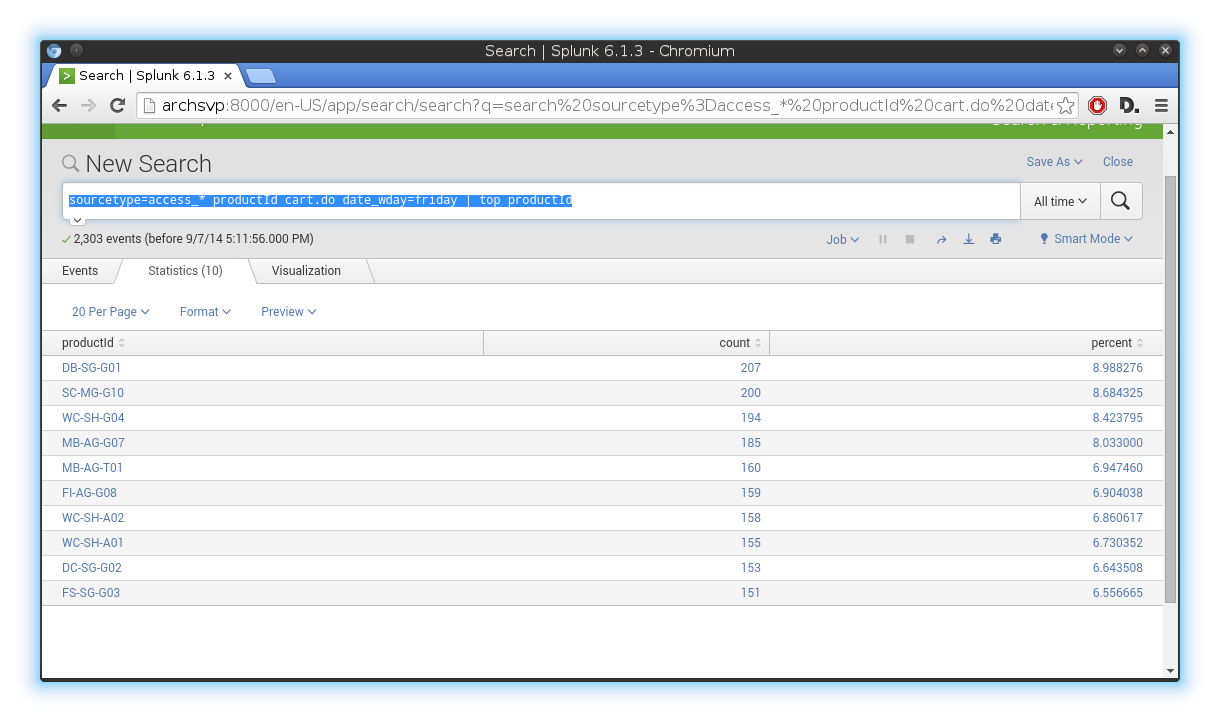 Search | Splunk 6.1.3 - Chromium
Search | Splunk 6.1.3 ×
archsvp:8000/en-US/app/search/search?q=search%20sourcetype%3Daccess_*%20productId%20cart.do%20dat
D.
New Search
Save As Close
sourcetype=access_* productId cart.do date_wday=friday | top productId
All time
2,303 events (before 9/7/14 5:11:56.000 PM)
Job Smart Mode
Events Statistics (10) Visualization
20 Per Page Format Preview
productId count percent
DB-SG-G01 207 8.988276
SC-MG-G10 200 8.684325
WC-SH-G04 194 8.423795
MB-AG-G07 185 8.033000
MB-AG-T01 160 6.947460
FI-AG-G08 159 6.904038
WC-SH-A02 158 6.860617
WC-SH-A01 155 6.730352
DC-SG-G02 153 6.643508
FS-SG-G03 151 6.556665